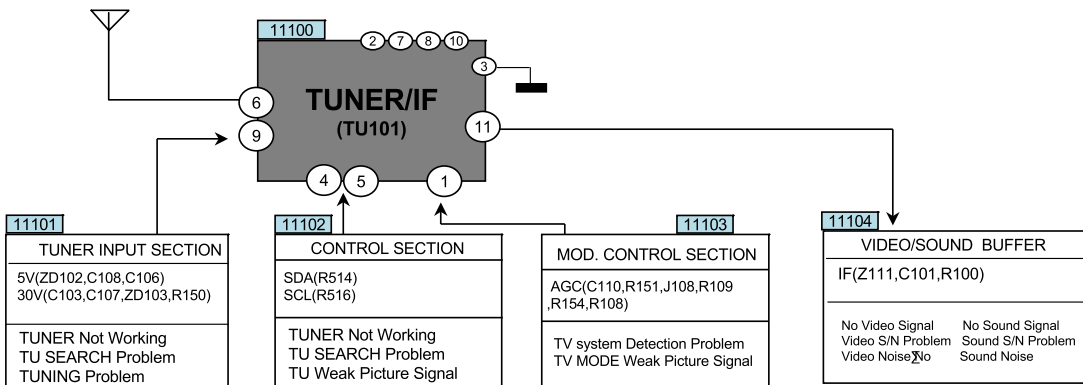 11100
2 7 8 10
3
TUNER/IF
(TU101)
6
9
11
4 5 1
11101
TUNER INPUT SECTION
5V(ZD102,C108,C106)
30V(C103,C107,ZD103,R150)
TUNER Not Working
TU SEARCH Problem
TUNING Problem
11102
CONTROL SECTION
SDA(R514)
SCL(R516)
TUNER Not Working
TU SEARCH Problem
TU Weak Picture Signal
11103
MOD. CONTROL SECTION
AGC(C110,R151,J108,R109
,R154,R108)
TV system Detection Problem
TV MODE Weak Picture Signal
11104
VIDEO/SOUND BUFFER
IF(Z111,C101,R100)
No Video Signal No Sound Signal
Video S/N Problem Sound S/N Problem
Video Noise∑No Sound Noise